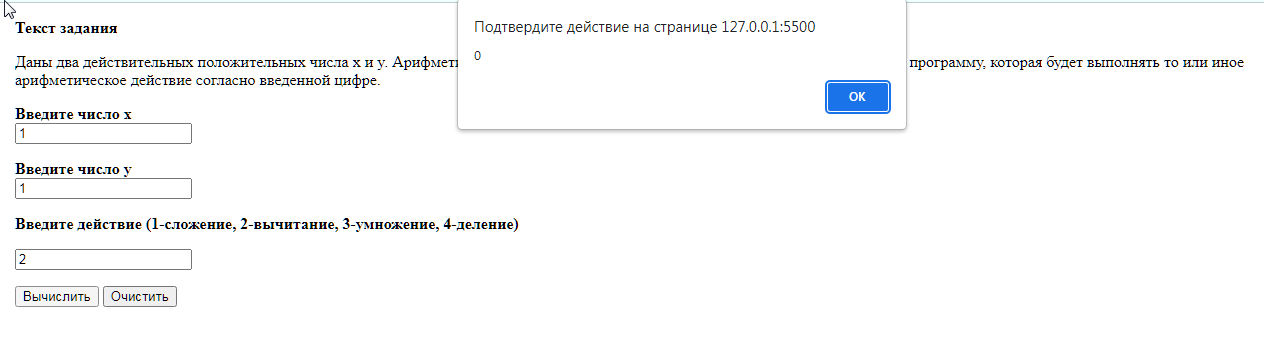 Подтвердите действие на странице 127.0.0.1:5500
0
OK
Текст задания
Даны два действительных положительных числа x и y. программу, которая будет выполнять то или иное
арифметическое действие согласно введенной цифре.
Введите число x
1
Введите число y
1
Введите действие (1-сложение, 2-вычитание, 3-умножение, 4-деление)
2
Вычислить Очистить